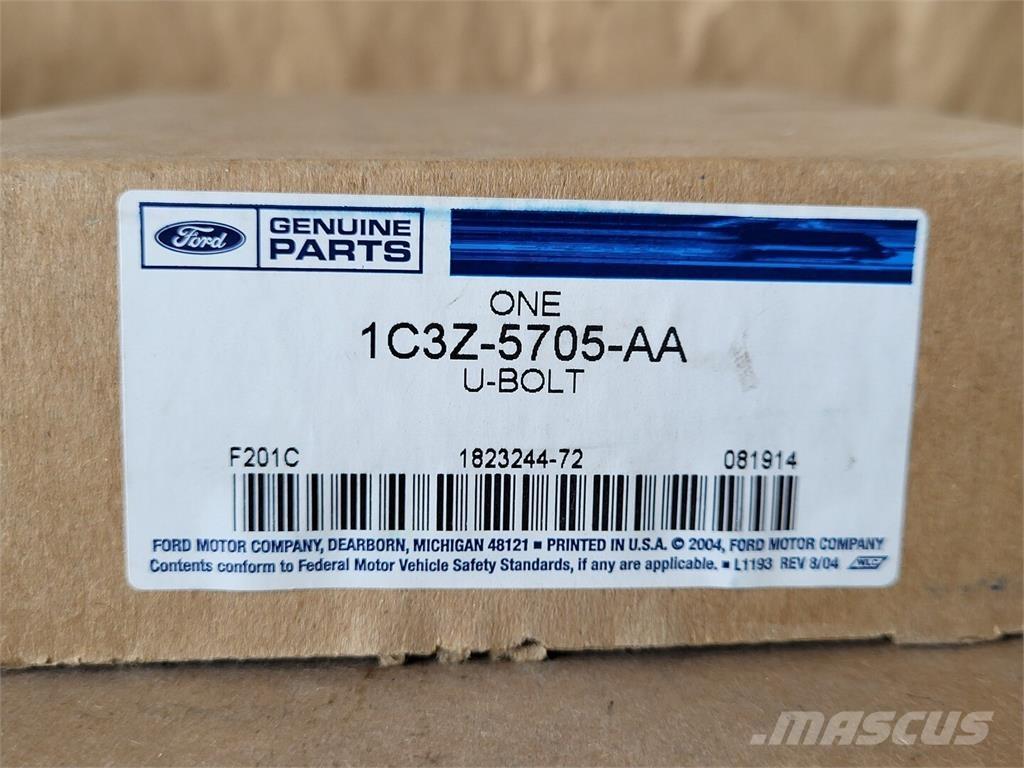 Ford
GENUINE
PARTS
ONE
1C3Z-5705-AA
U-BOLT
F201C 1823244-72 081914
FORD MOTOR COMPANY, DEARBORN, MICHIGAN 48121 ▪ PRINTED IN U.S.A. © 2004, FORD MOTOR COMPANY
Contents conform to Federal Motor Vehicle Safety Standards, if any are applicable. ▪ L1193 REV 8/04 WLC
MASCUS